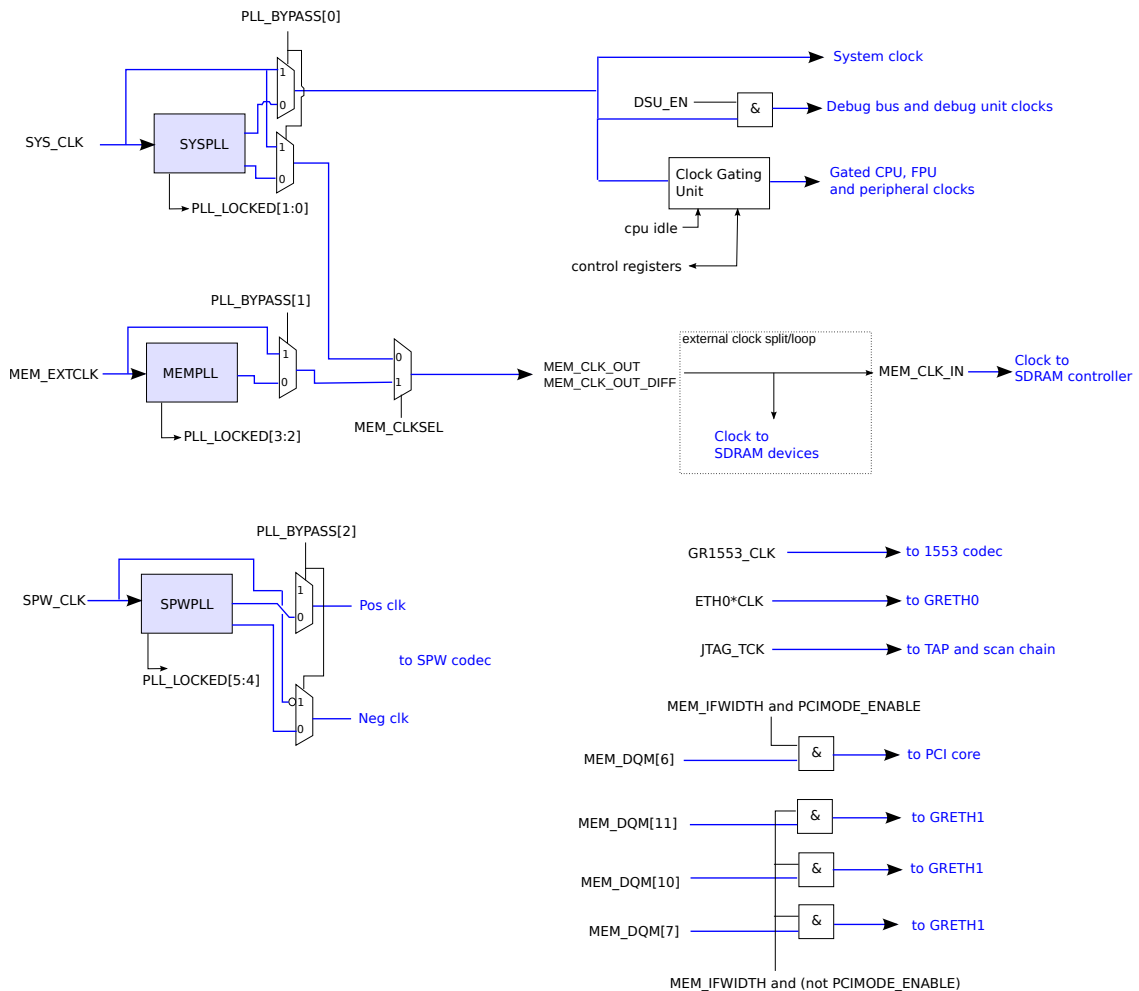 PLL_BYPASS[0]
System clock
1
0
DSU_EN
&
Debug bus and debug unit clocks
SYS_CLK
SYSPLL
1
0
Clock Gating
Unit
Gated CPU, FPU
and peripheral clocks
PLL_LOCKED[1:0]
cpu idle
control registers
PLL_BYPASS[1]
external clock split/loop
1
0
0
1
MEM_EXTCLK
MEMPLL
MEM_CLK_OUT
MEM_CLK_OUT_DIFF
MEM_CLK_IN
Clock to
SDRAM controller
MEM_CLKSEL
PLL_LOCKED[3:2]
Clock to
SDRAM devices
PLL_BYPASS[2]
GR1553_CLK
to 1553 codec
SPW_CLK
SPWPLL
1
0
Pos clk
ETH0*CLK
to GRETH0
JTAG_TCK
to TAP and scan chain
to SPW codec
PLL_LOCKED[5:4]
1
0
Neg clk
MEM_IFWIDTH and PCIMODE_ENABLE
MEM_DQM[6]
&
to PCI core
MEM_DQM[11]
&
to GRETH1
MEM_DQM[10]
&
to GRETH1
MEM_DQM[7]
&
to GRETH1
MEM_IFWIDTH and (not PCIMODE_ENABLE)